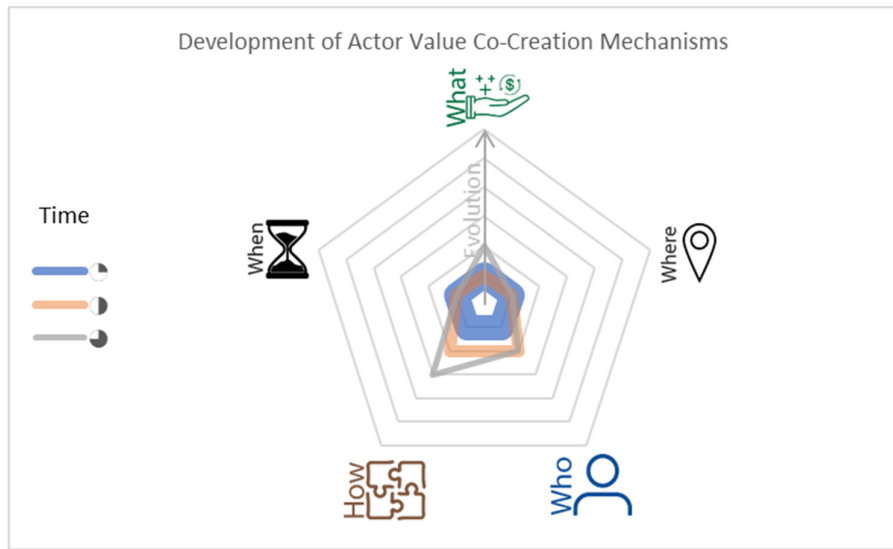 Development of Actor Value Co-Creation Mechanisms
What
$
Evolution
Time
When
Where
How
Who